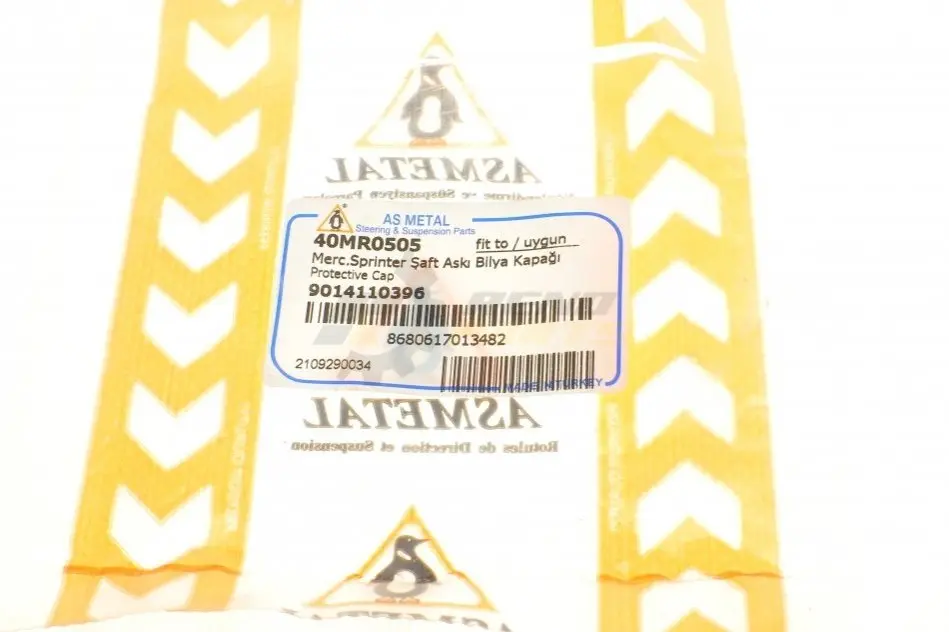 ASMETAL
AS METAL
Steering & Suspension Parts
40MR0505
fit to / uygun
Merc.Sprinter Şaft Askı Bilya Kapağı
Protective Cap
9014110396
8680617013482
2109290034
MADE IN TURKEY
ASMETAL
Rotules de Direction et Suspension